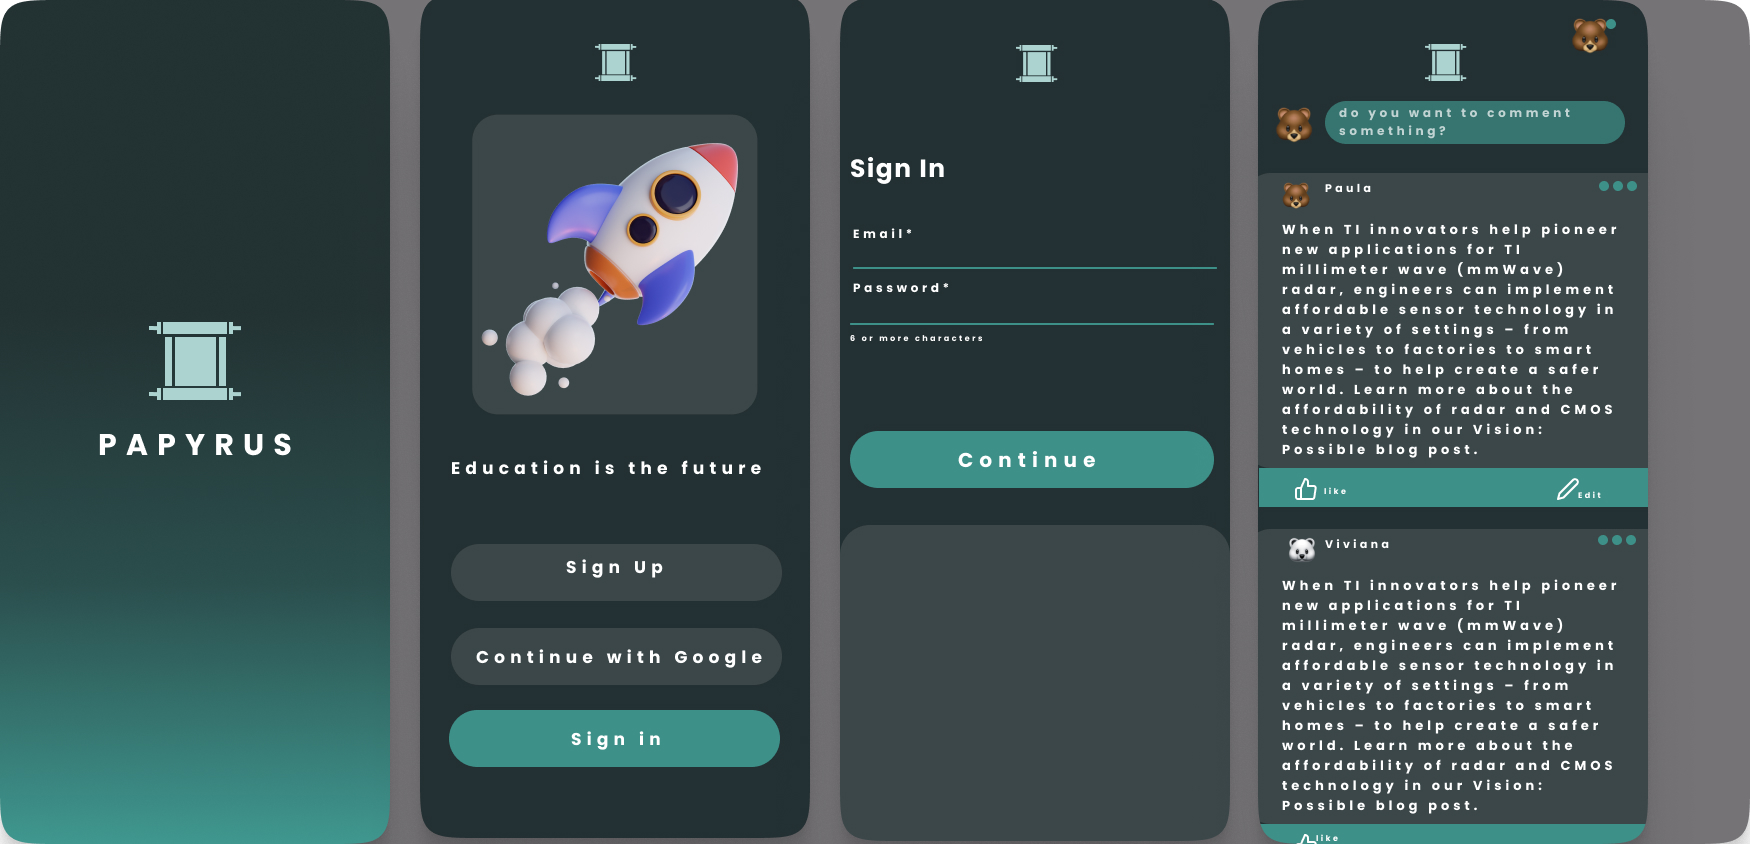 PAPYRUS
Education is the future
Sign Up
Continue with Google
Sign in
Sign In
Email*
Password*
6 or more characters
Continue
do you want to comment
something?
Paula
When TI innovators help pioneer
new applications for TI
millimeter wave (mmWave)
radar, engineers can implement
affordable sensor technology in
a variety of settings – from
vehicles to factories to smart
homes – to help create a safer
world. Learn more about the
affordability of radar and CMOS
technology in our Vision:
Possible blog post.
like
Edit
Viviana
When TI innovators help pioneer
new applications for TI
millimeter wave (mmWave)
radar, engineers can implement
affordable sensor technology in
a variety of settings – from
vehicles to factories to smart
homes – to help create a safer
world. Learn more about the
affordability of radar and CMOS
technology in our Vision:
Possible blog post.
like